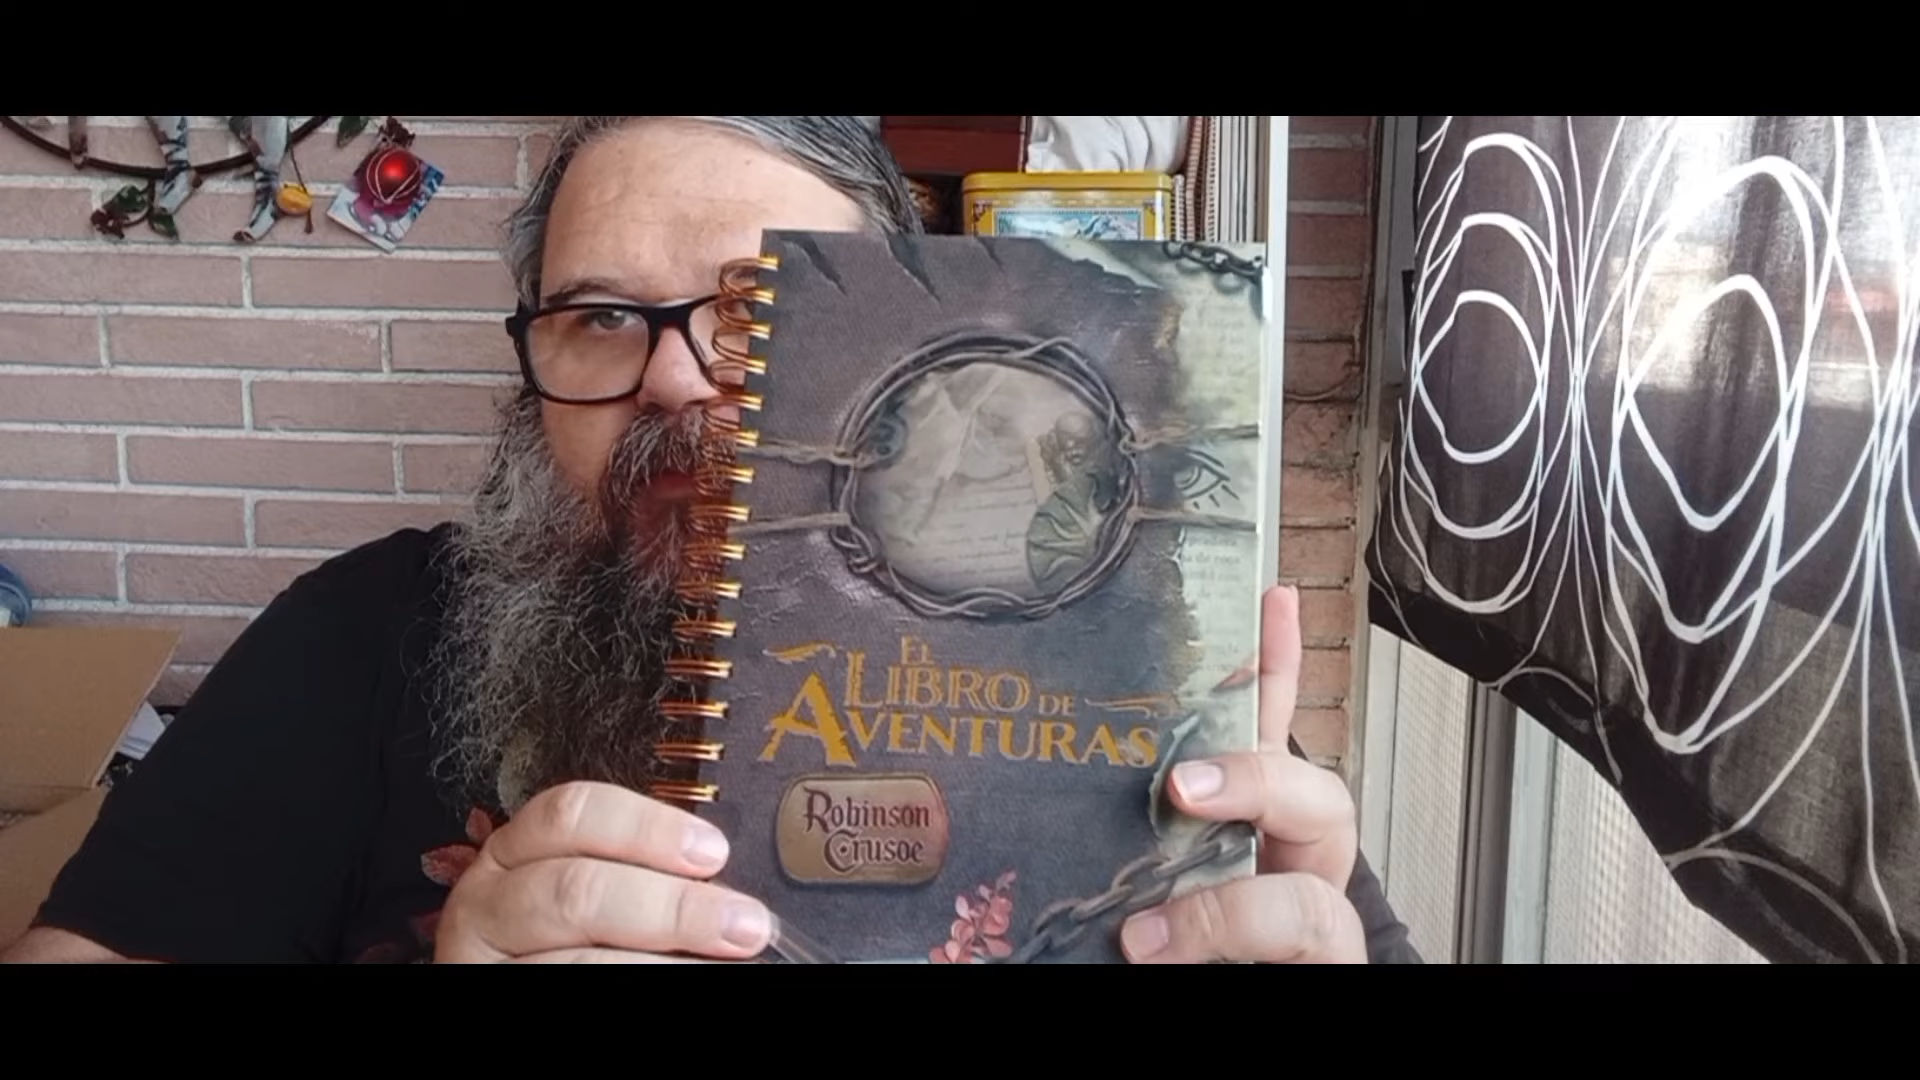 EL
LIBRO DE
AVENTURAS
Robinson
Crusoe